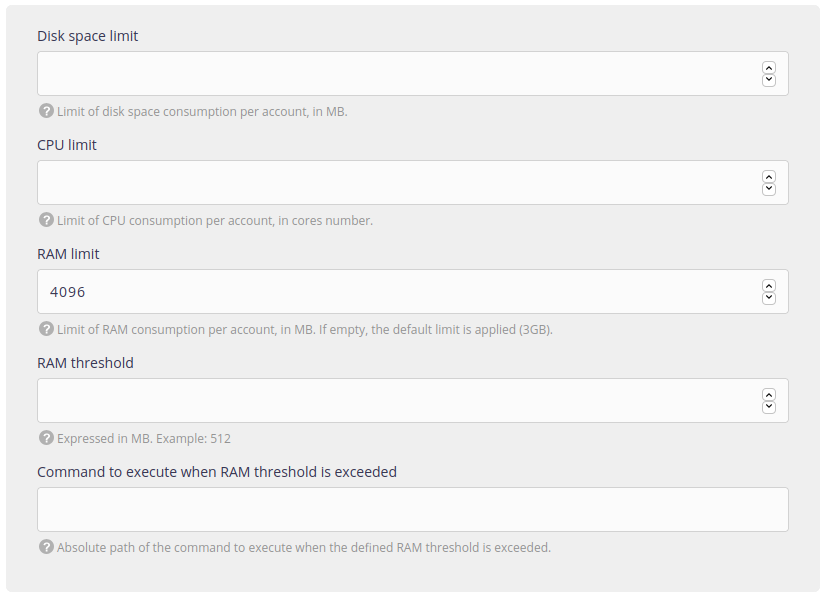 Disk space limit
? Limit of disk space consumption per account, in MB.
CPU limit
? Limit of CPU consumption per account, in cores number.
RAM limit
4096
? Limit of RAM consumption per account, in MB. If empty, the default limit is applied (3GB).
RAM threshold
? Expressed in MB. Example: 512
Command to execute when RAM threshold is exceeded
? Absolute path of the command to execute when the defined RAM threshold is exceeded.